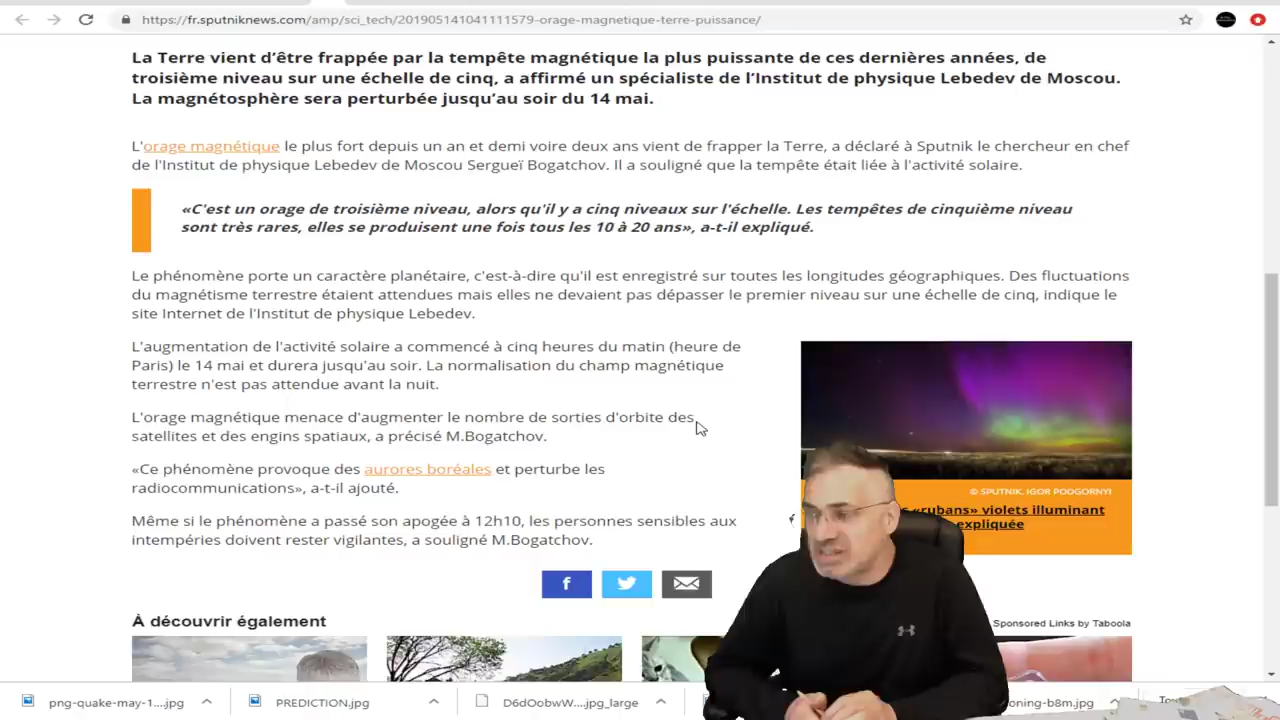 https://fr.sputniknews.com/amp/sci_tech/201905141041111579-orage-magnetique-terre-puissance/
La Terre vient d’être frappée par la tempête magnétique la plus puissante de ces dernières années, de
troisième niveau sur une échelle de cinq, a affirmé un spécialiste de l’Institut de physique Lebedev de Moscou.
La magnétosphère sera perturbée jusqu’au soir du 14 mai.
L'orage magnétique le plus fort depuis un an et demi voire deux ans vient de frapper la Terre, a déclaré à Sputnik le chercheur en chef
de l'Institut de physique Lebedev de Moscou Sergueï Bogatchov. Il a souligné que la tempête était liée à l'activité solaire.
«C'est un orage de troisième niveau, alors qu'il y a cinq niveaux sur l'échelle. Les tempêtes de cinquième niveau
sont très rares, elles se produisent une fois tous les 10 à 20 ans», a-t-il expliqué.
Le phénomène porte un caractère planétaire, c'est-à-dire qu'il est enregistré sur toutes les longitudes géographiques. Des fluctuations
du magnétisme terrestre étaient attendues mais elles ne devaient pas dépasser le premier niveau sur une échelle de cinq, indique le
site Internet de l'Institut de physique Lebedev.
L'augmentation de l'activité solaire a commencé à cinq heures du matin (heure de
Paris) le 14 mai et durera jusqu'au soir. La normalisation du champ magnétique
terrestre n'est pas attendue avant la nuit.
L'orage magnétique menace d'augmenter le nombre de sorties d'orbite des
satellites et des engins spatiaux, a précisé M.Bogatchov.
«Ce phénomène provoque des aurores boréales et perturbe les
radiocommunications», a-t-il ajouté.
Même si le phénomène a passé son apogée à 12h10, les personnes sensibles aux
intempéries doivent rester vigilantes, a souligné M.Bogatchov.
© SPUTNIK. IGOR PODGORNYI
«rubans» violets illuminant
expliquée
f
À découvrir également
Sponsored Links by Taboola
png-quake-may-1...jpg
PREDICTION.jpg
D6dOobwW....jpg_large
oning-b8m.jpg